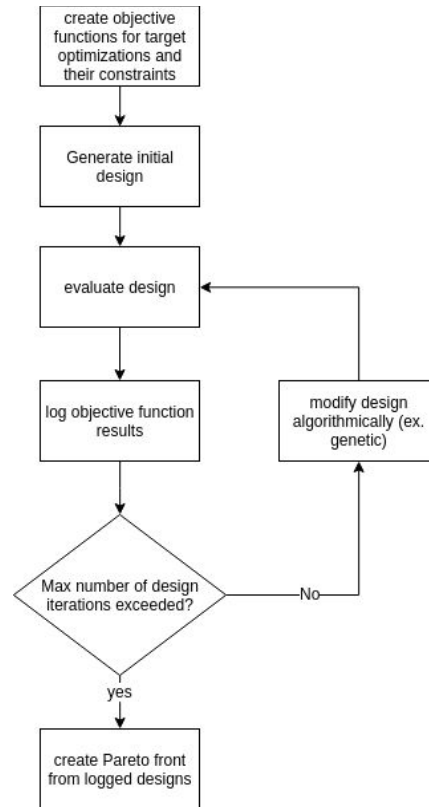 create objective
functions for target
optimizations and
their constraints
Generate initial
design
evaluate design
log objective function
results
modify design
algorithmically (ex.
genetic)
Max number of design
iterations exceeded?
No
yes
create Pareto front
from logged designs